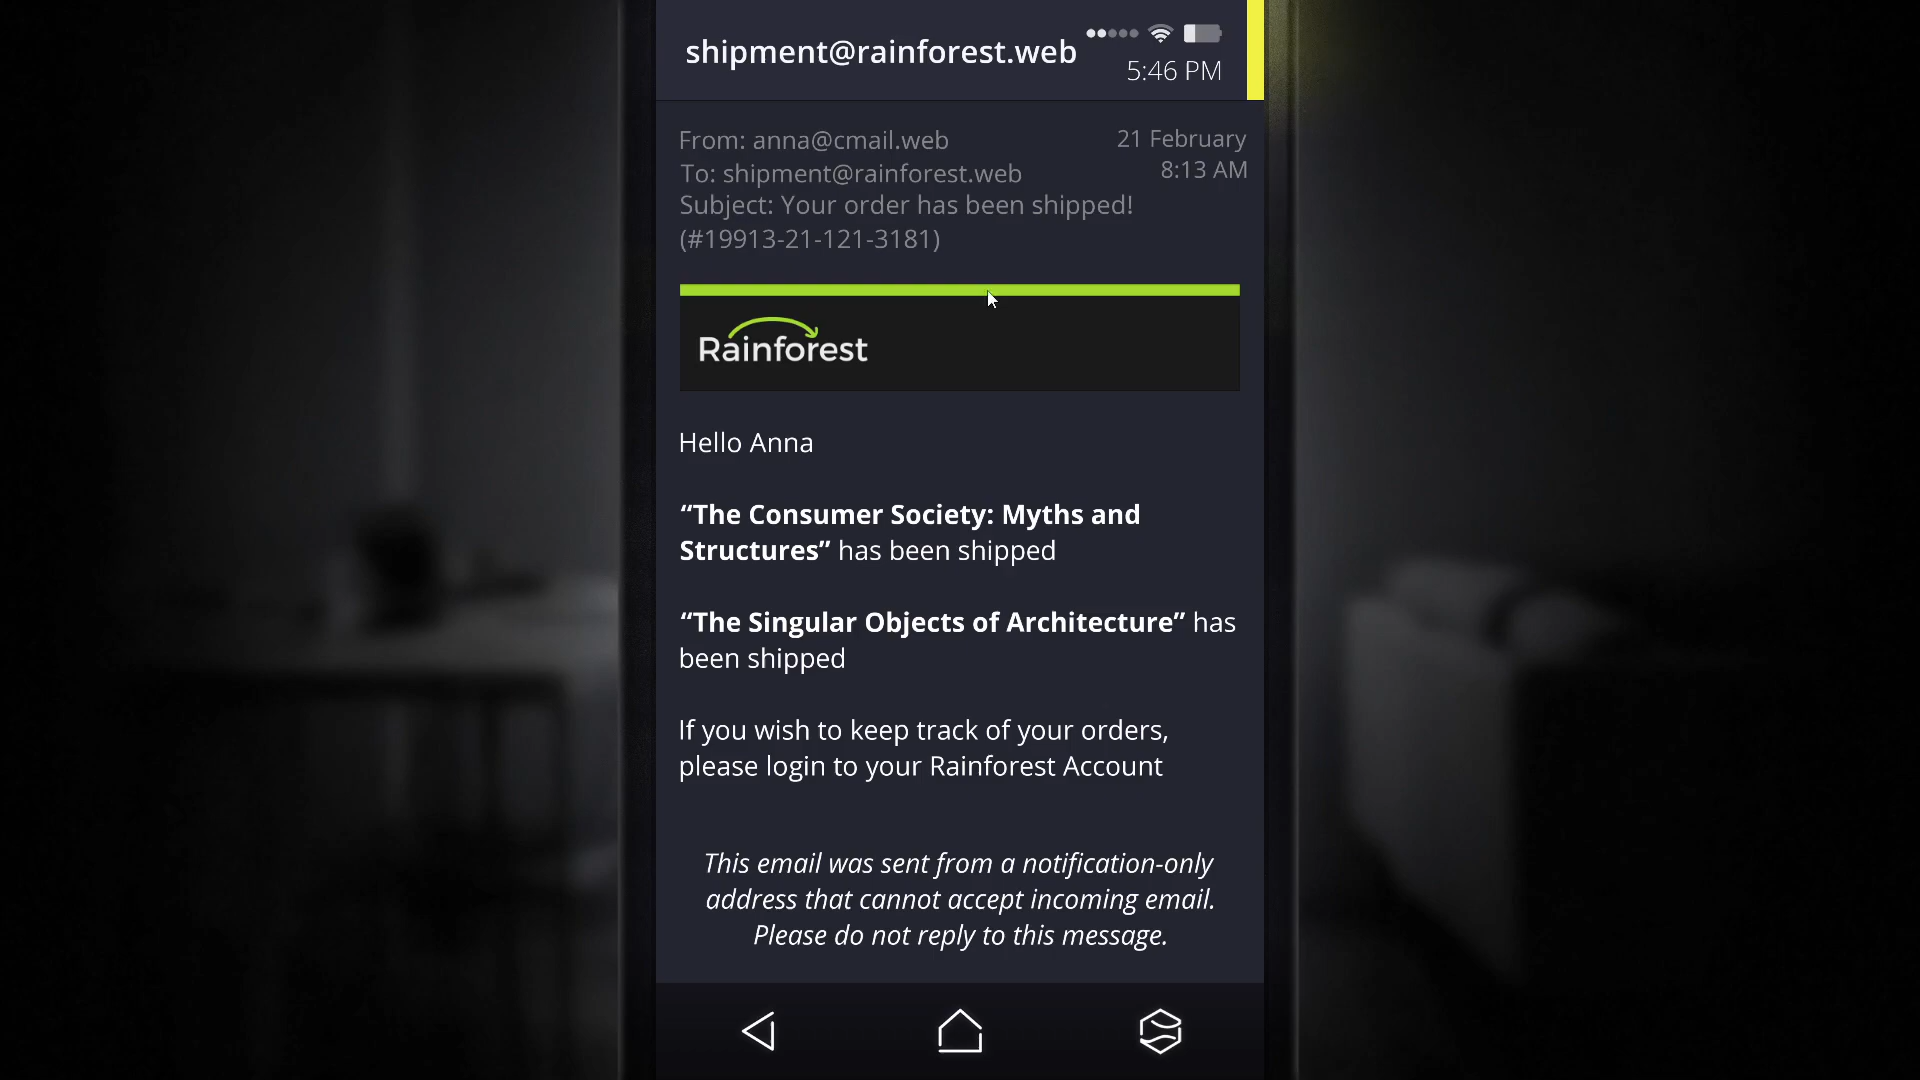 shipment@rainforest.web
5:46 PM
From: anna@cmail.web
21 February
To: shipment@rainforest.web
8:13 AM
Subject: Your order has been shipped!
(#19913-21-121-3181)
Rainforest
Hello Anna
“The Consumer Society: Myths and
Structures” has been shipped
“The Singular Objects of Architecture” has
been shipped
If you wish to keep track of your orders,
please login to your Rainforest Account
This email was sent from a notification-only
address that cannot accept incoming email.
Please do not reply to this message.